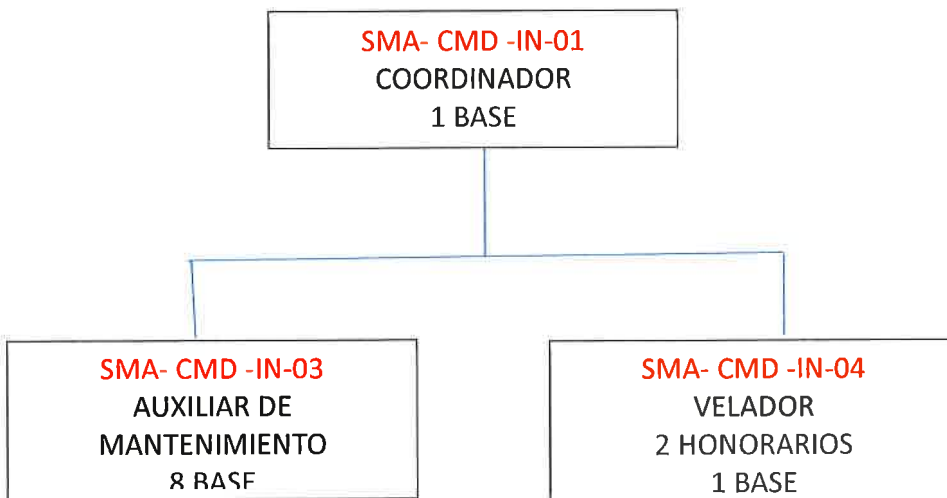 SMA- CMD -IN-01
COORDINADOR
1 BASE
SMA- CMD -IN-03
AUXILIAR DE
MANTENIMIENTO
8 BASE
SMA- CMD -IN-04
VELADOR
2 HONORARIOS
1 BASE